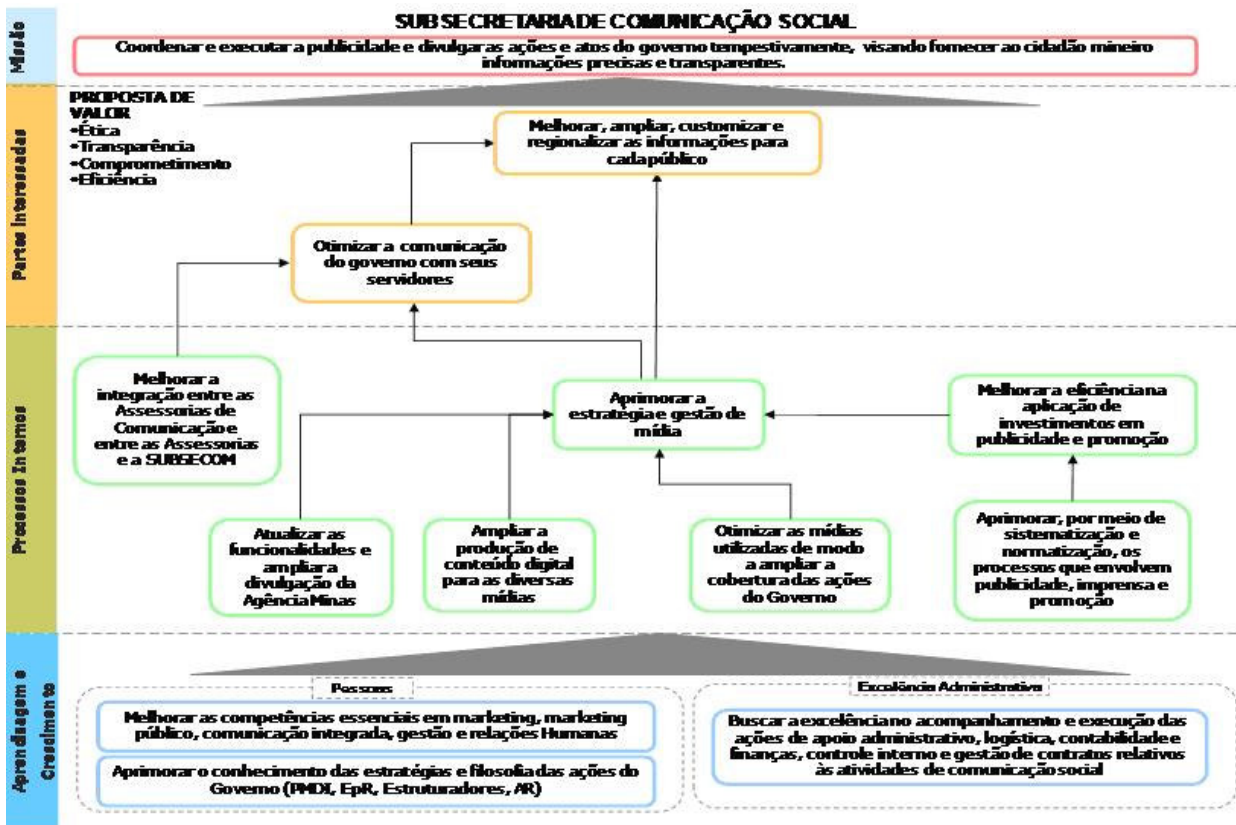 SUBSECRETARIA DE COMUNICAÇÃO SOCIAL
Missão
Coordenar e executar a publicidade e divulgar as ações e atos do governo tempestivamente, visando fornecer ao cidadão mineiro
informações precisas e transparentes.
Partes Interessadas
PROPOSTA DE
VALOR
•Ética
•Transparência
•Comprometimento
•Eficiência
Melhorar, ampliar, customizar e
regionalizar as informações para
cada público
Otimizar a comunicação
do governo com seus
servidores
Processos Internos
Melhorar a
integração entre as
Assessorias de
Comunicação e
entre as Assessorias
e a SUBSECOM
Aprimorar a
estratégia e gestão de
mídia
Melhorar a eficiência na
aplicação de
investimentos em
publicidade e promoção
Atualizar as
funcionalidades e
ampliar a
divulgação da
Agência Minas
Ampliar a
produção de
conteúdo digital
para as diversas
mídias
Otimizar as mídias
utilizadas de modo
a ampliar a
cobertura das ações
do Governo
Aprimorar, por meio de
sistematização e
normatização, os
processos que envolvem
publicidade, imprensa e
promoção
Aprendizagem e
Crescimento
Pessoas
Melhorar as competências essenciais em marketing, marketing
público, comunicação integrada, gestão e relações Humanas
Aprimorar o conhecimento das estratégias e filosofia das ações do
Governo (PMDI, EpR, Estruturadores, AR)
Excelência Administrativa
Buscar a excelência no acompanhamento e execução das
ações de apoio administrativo, logística, contabilidade e
finanças, controle interno e gestão de contratos relativos
às atividades de comunicação social